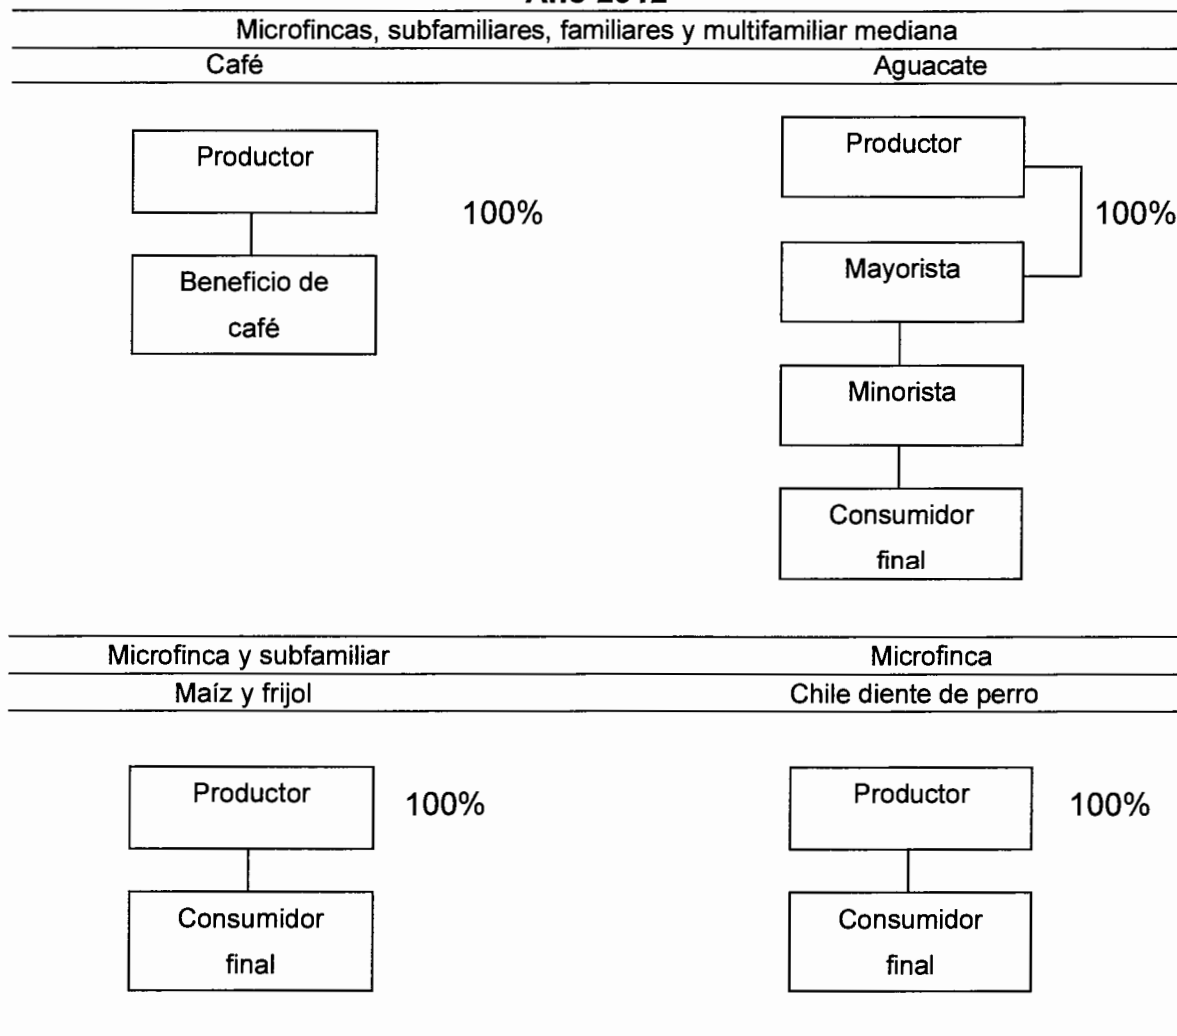 Microfincas, subfamiliares, familiares y multifamiliar mediana
Café
Aguacate
Productor
100%
Beneficio de
café
Productor
100%
Mayorista
Minorista
Consumidor
final
Microfinca y subfamiliar
Microfinca
Maíz y frijol
Chile diente de perro
Productor
100%
Consumidor
final
Productor
100%
Consumidor
final